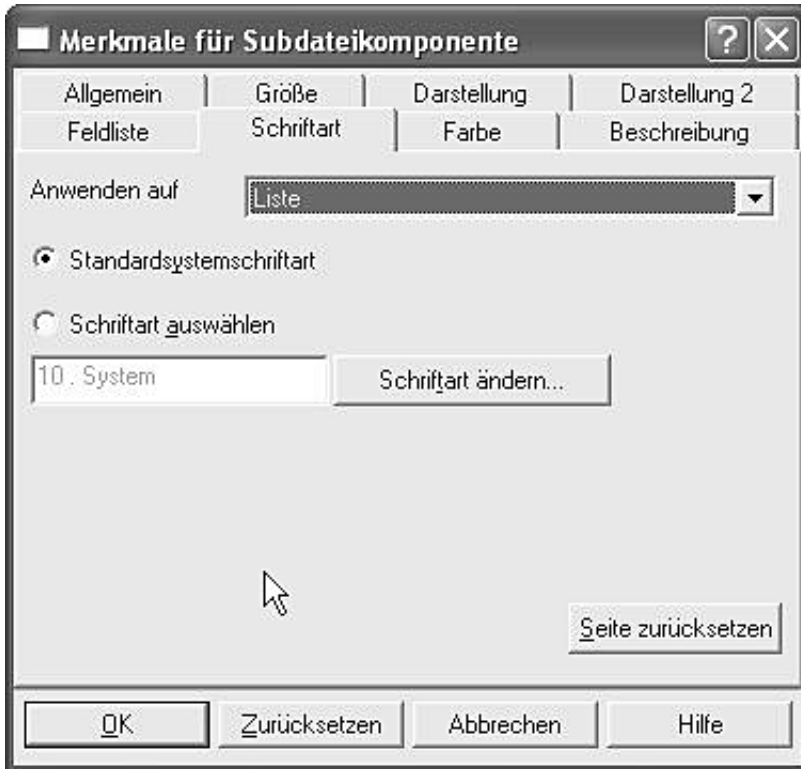 Merkmale für Subdateikomponente
Allgemein Größe Darstellung Darstellung 2
Feldliste Schriftart Farbe Beschreibung
Anwenden auf Liste
Standardsystemschriftart
Schriftart auswählen
10 . System Schriftart ändern...
Seite zurücksetzen
OK Zurücksetzen Abbrechen Hilfe